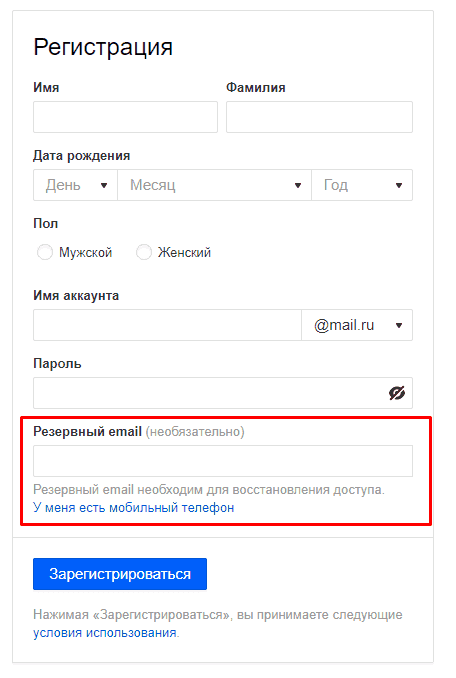 Регистрация
Имя Фамилия
Дата рождения
День Месяц Год
Пол
Мужской Женский
Имя аккаунта
@mail.ru
Пароль
Резервный email (необязательно)
Резервный email необходим для восстановления доступа.
У меня есть мобильный телефон
Зарегистрироваться
Нажимая «Зарегистрироваться», вы принимаете следующие
условия использования.